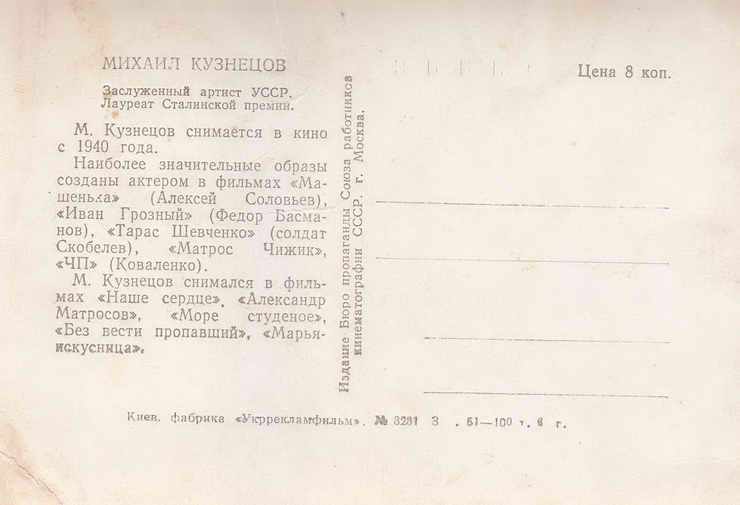 МИХАИЛ КУЗНЕЦОВ
Заслуженный артист УССР.
Лауреат Сталинской премии.
М. Кузнецов снимается в кино
с 1940 года.
Наиболее значительные образы
созданы актером в фильмах «Ма-
шенька» (Алексей Соловьев),
«Иван Грозный» (Федор Басма-
нов), «Тарас Шевченко» (солдат
Скобелев), «Матрос Чижик»,
«ЧП» (Коваленко).
М. Кузнецов снимался в филь-
мах «Наше сердце», «Александр
Матросов», «Море студеное»,
«Без вести пропавший», «Марья-
искусница».
Издание Бюро пропаганды Союза работников
кинематографии СССР. г. Москва.
Цена 8 коп.
Киев. фабрика «Укррекламфильм». № 3231 З . 61—100 т. г.